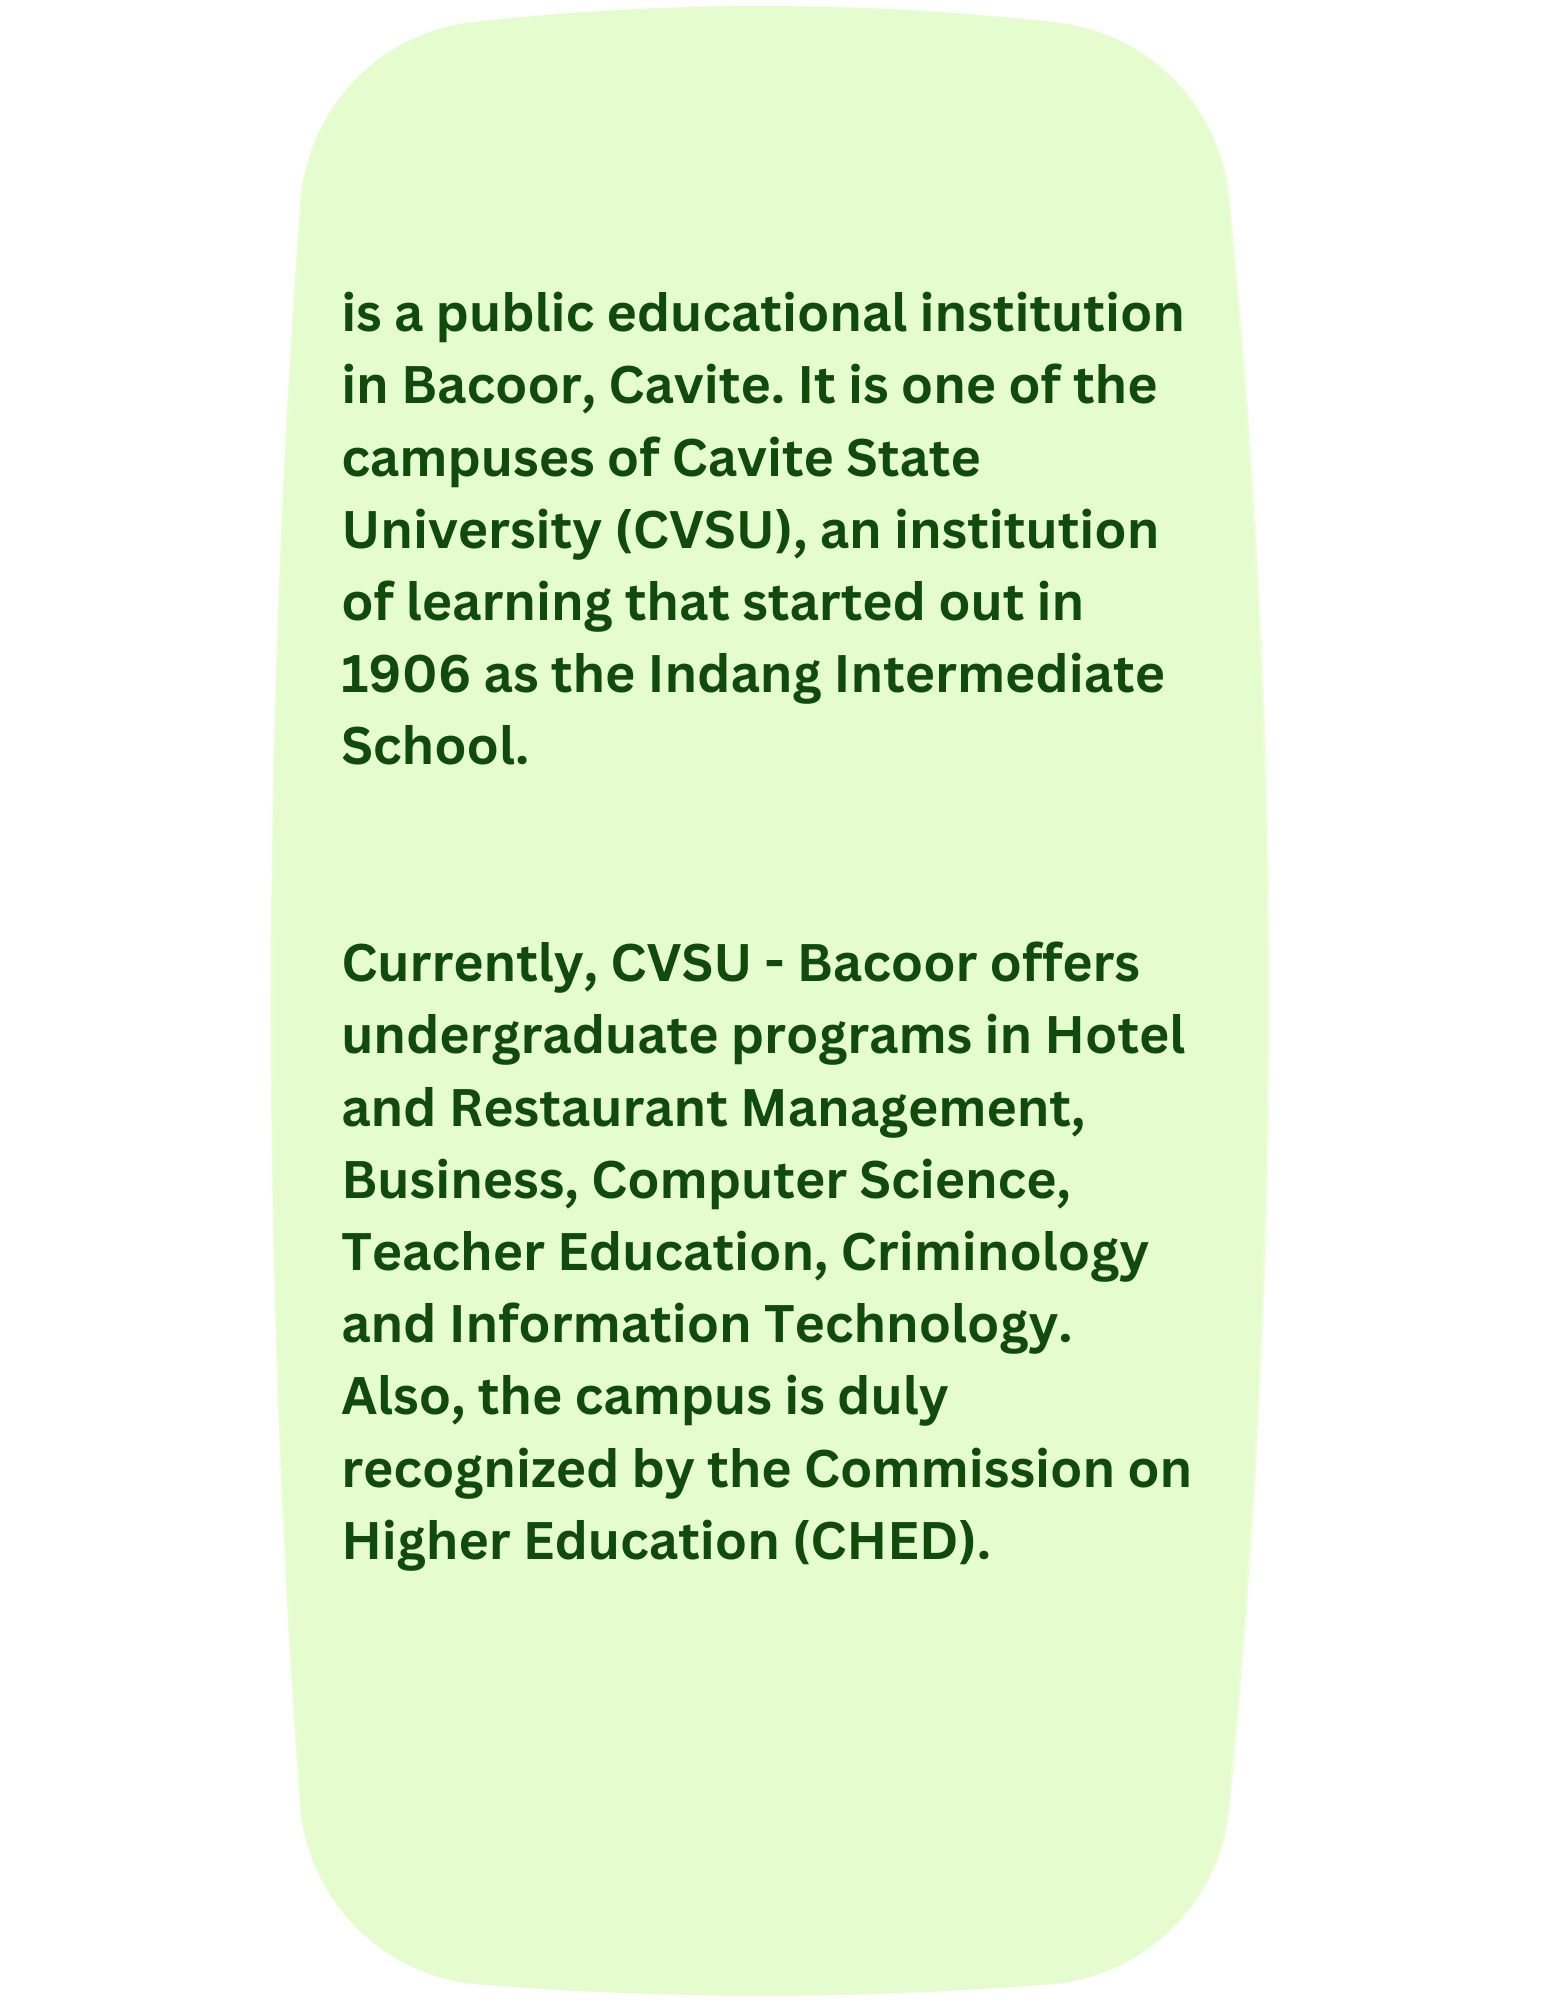 is a public educational institution
in Bacoor, Cavite. It is one of the
campuses of Cavite State
University (CVSU), an institution
of learning that started out in
1906 as the Indang Intermediate
School.
Currently, CVSU - Bacoor offers
undergraduate programs in Hotel
and Restaurant Management,
Business, Computer Science,
Teacher Education, Criminology
and Information Technology.
Also, the campus is duly
recognized by the Commission on
Higher Education (CHED).